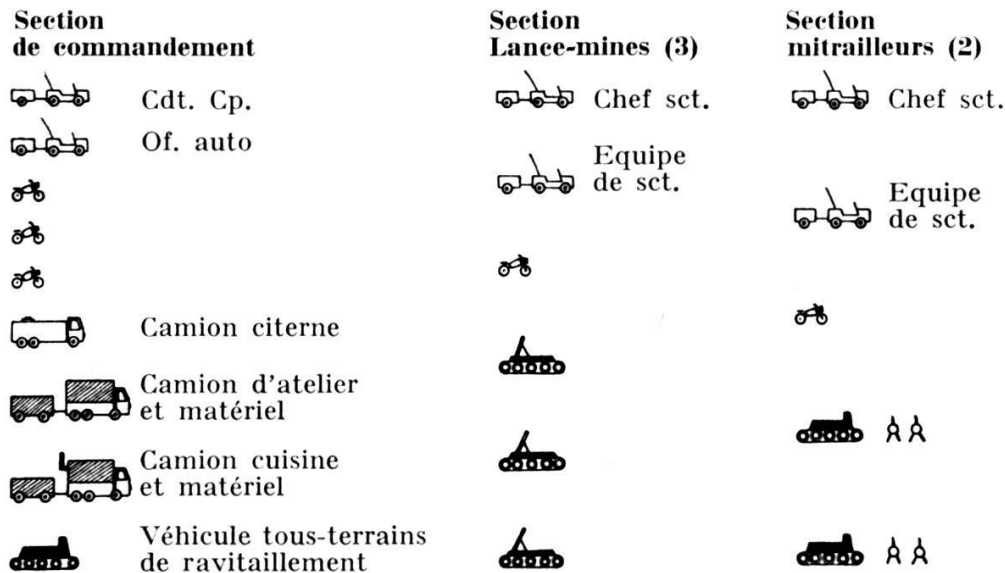 Section
de commandement
Cdt. Cp.
Of. auto
Camion citerne
Camion d'atelier
et matériel
Camion cuisine
et matériel
Véhicule tous-terrains
de ravitaillement
Section
Lance-mines (3)
Chef sct.
Equipe
de sct.
Section
mitrailleurs (2)
Chef sct.
Equipe
de sct.